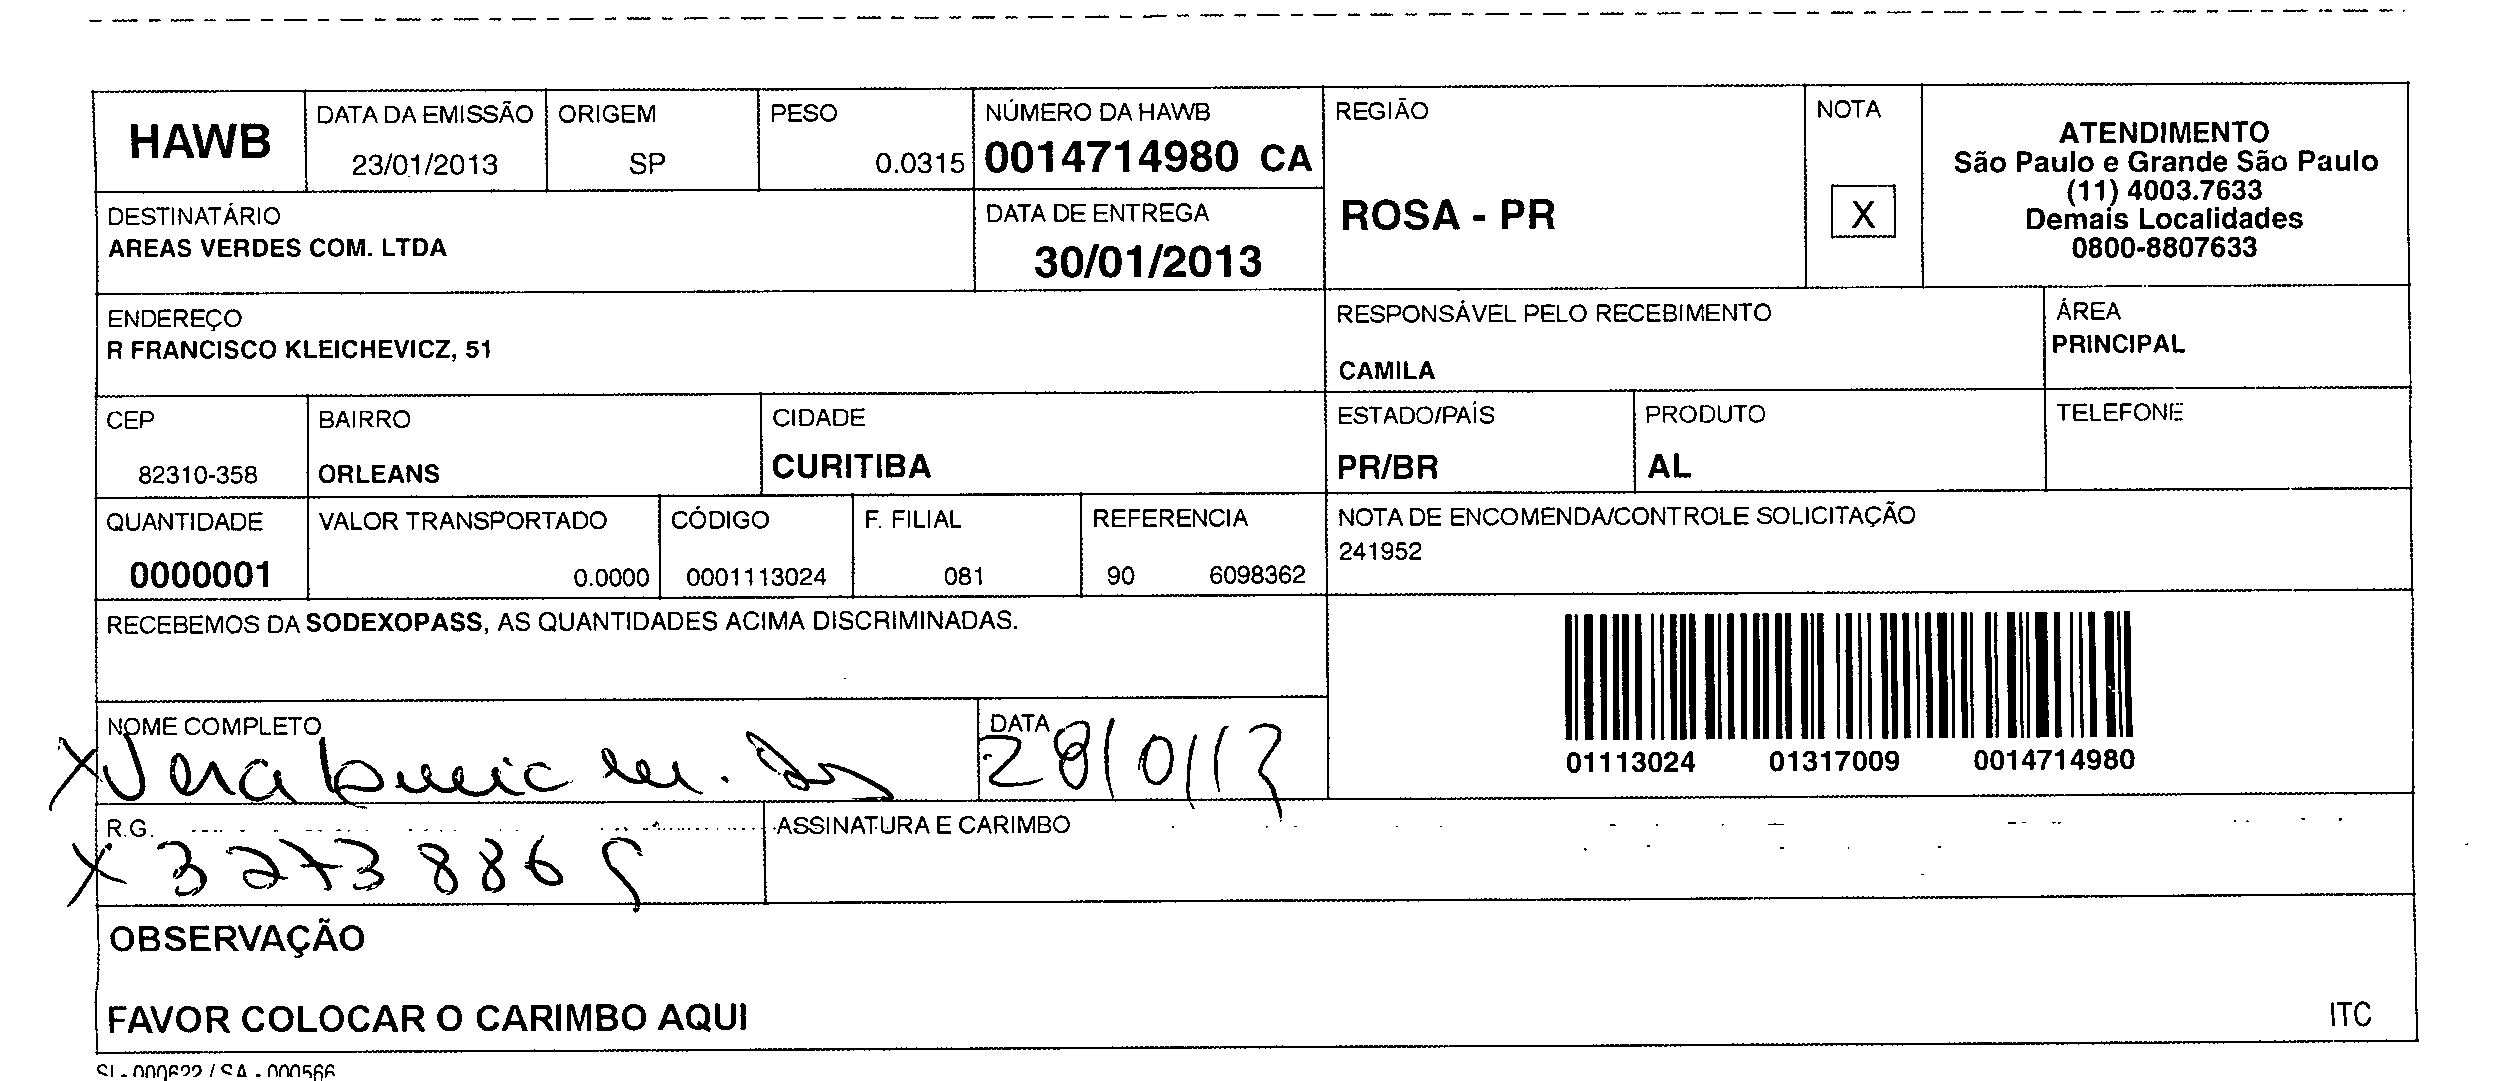 HAWB
DATA DA EMISSÃO
23/01/2013
ORIGEM
SP
PESO
0.0315
NÚMERO DA HAWB
0014714980 CA
REGIÃO
ROSA - PR
NOTA
X
ATENDIMENTO
São Paulo e Grande São Paulo
(11) 4003.7633
Demais Localidades
0800-8807633
DESTINATÁRIO
AREAS VERDES COM. LTDA
DATA DE ENTREGA
30/01/2013
ENDEREÇO
R FRANCISCO KLEICHEVICZ, 51
RESPONSÁVEL PELO RECEBIMENTO
CAMILA
ÁREA
PRINCIPAL
CEP
82310-358
BAIRRO
ORLEANS
CIDADE
CURITIBA
ESTADO/PAÍS
PR/BR
PRODUTO
AL
TELEFONE
QUANTIDADE
0000001
VALOR TRANSPORTADO
0.0000
CÓDIGO
0001113024
F. FILIAL
081
REFERENCIA
90 6098362
NOTA DE ENCOMENDA/CONTROLE SOLICITAÇÃO
241952
RECEBEMOS DA SODEXOPASS, AS QUANTIDADES ACIMA DISCRIMINADAS.
01113024 01317009 0014714980
NOME COMPLETO
X Vera
DATA
R.G.
X 3273886
ASSINATURA E CARIMBO
OBSERVAÇÃO
FAVOR COLOCAR O CARIMBO AQUI
ITC
SI - 000622 / SA - 000566